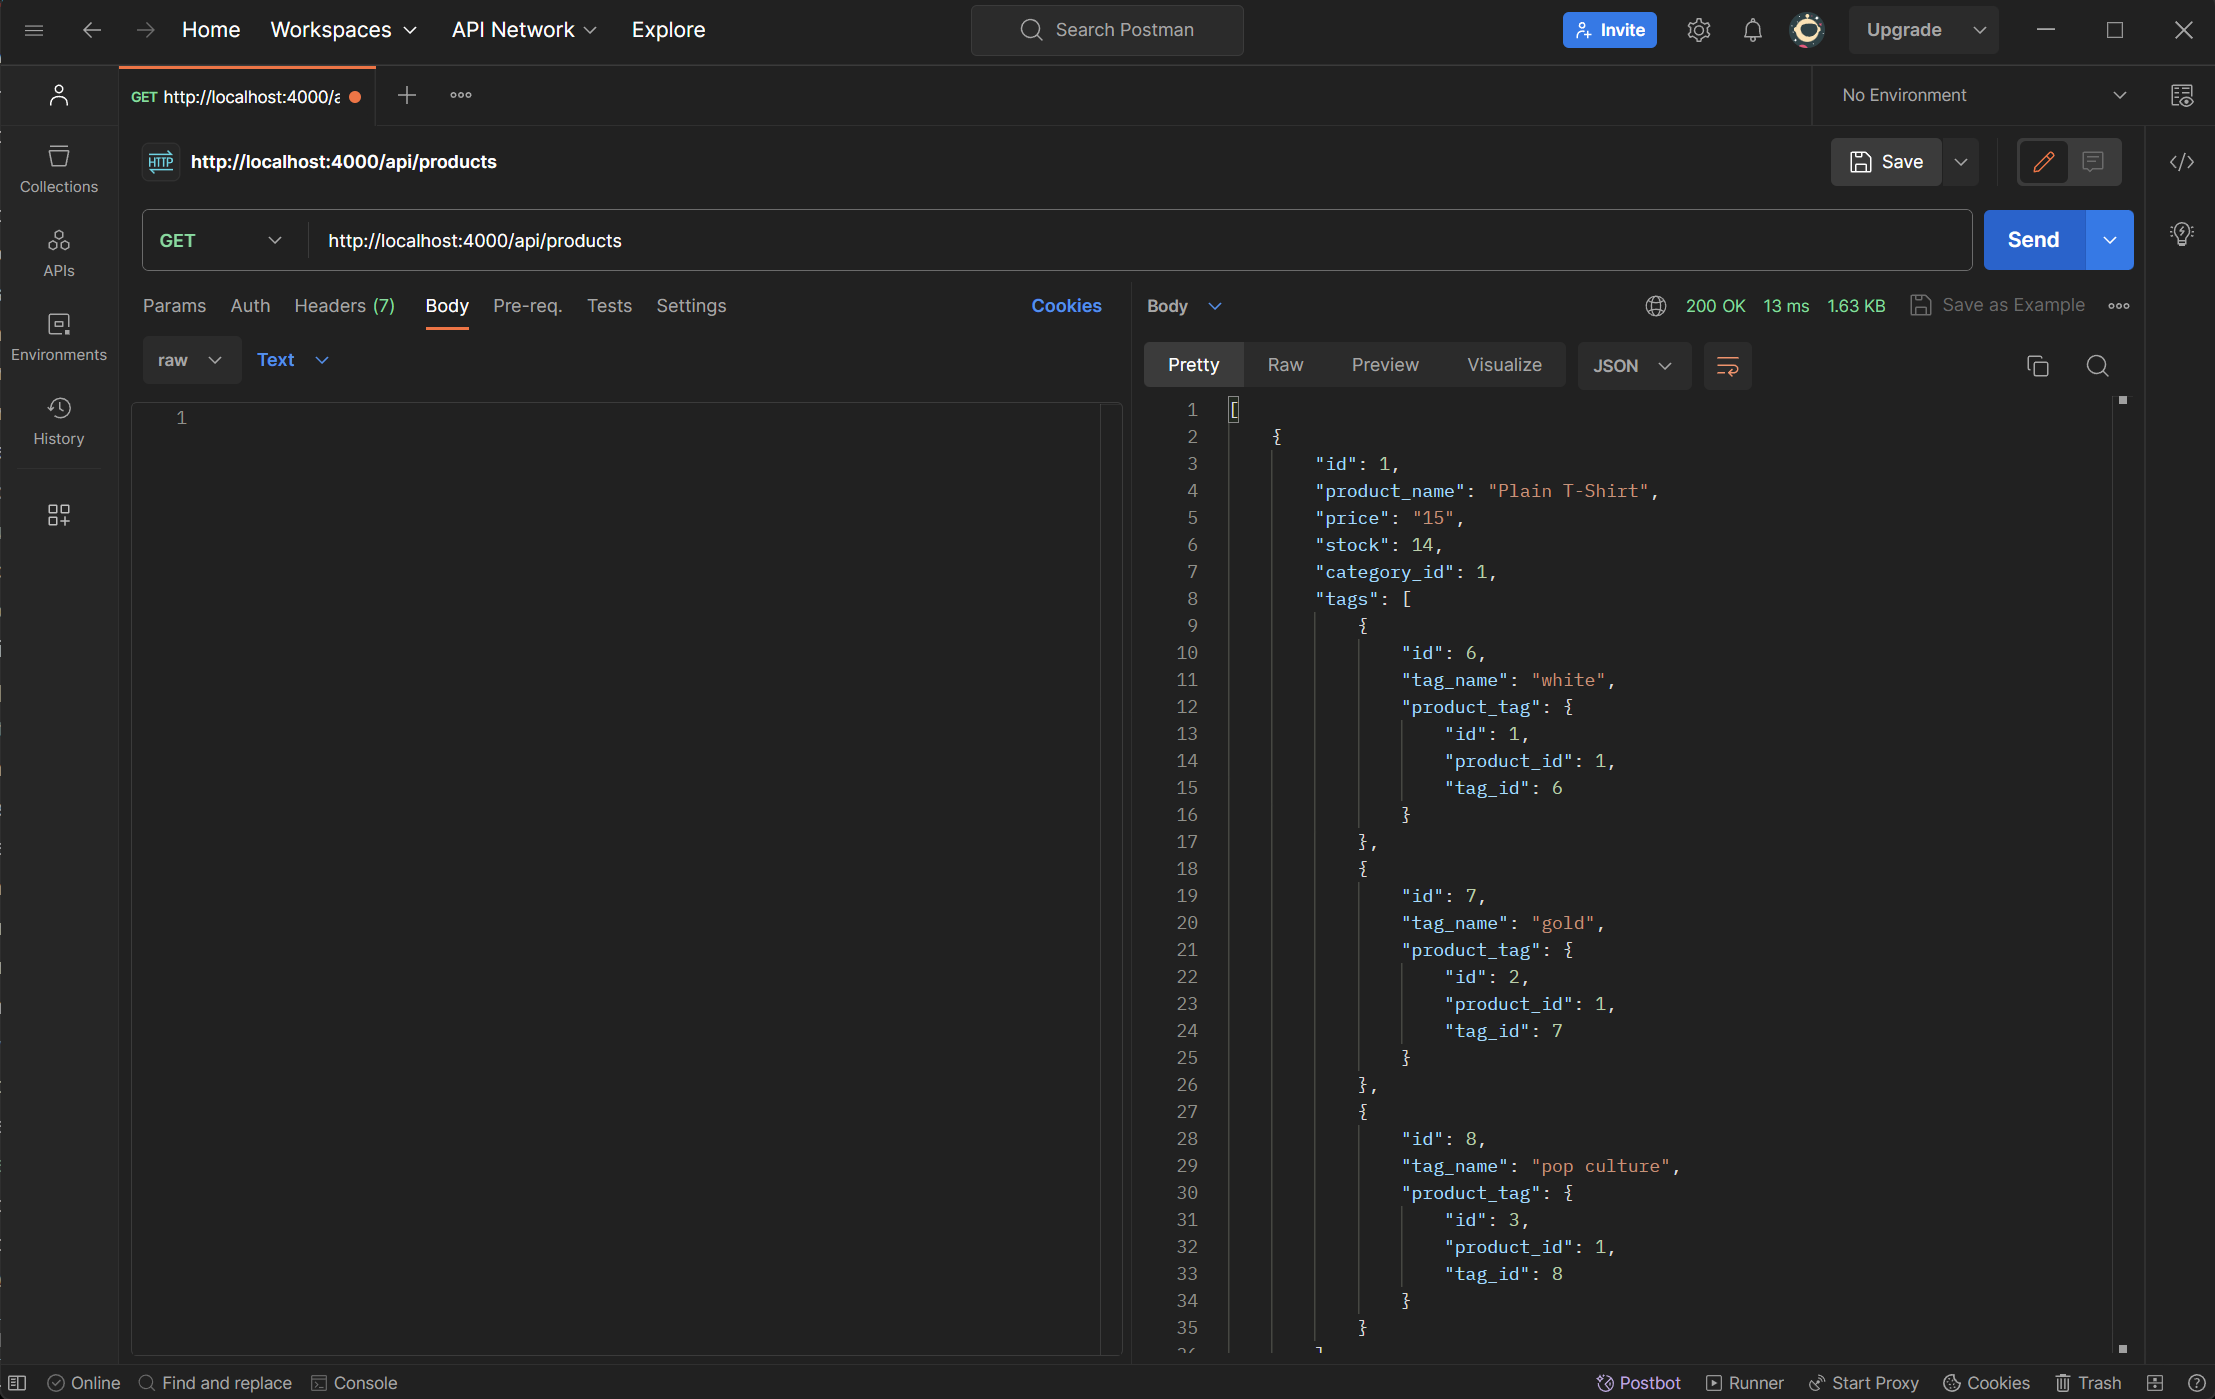 Home Workspaces API Network Explore Search Postman Invite Upgrade
GET http://localhost:4000/a No Environment
HTTP http://localhost:4000/api/products Save
GET http://localhost:4000/api/products Send
Collections
APIs
Environments
History
Params Auth Headers (7) Body Pre-req. Tests Settings Cookies
raw Text
1
Body 200 OK 13 ms 1.63 KB Save as Example
Pretty Raw Preview Visualize JSON
1 [
2 {
3 "id": 1,
4 "product_name": "Plain T-Shirt",
5 "price": "15",
6 "stock": 14,
7 "category_id": 1,
8 "tags": [
9 {
10 "id": 6,
11 "tag_name": "white",
12 "product_tag": {
13 "id": 1,
14 "product_id": 1,
15 "tag_id": 6
16 }
17 },
18 {
19 "id": 7,
20 "tag_name": "gold",
21 "product_tag": {
22 "id": 2,
23 "product_id": 1,
24 "tag_id": 7
25 }
26 },
27 {
28 "id": 8,
29 "tag_name": "pop culture",
30 "product_tag": {
31 "id": 3,
32 "product_id": 1,
33 "tag_id": 8
34 }
35 }
Online Find and replace Console Postbot Runner Start Proxy Cookies Trash